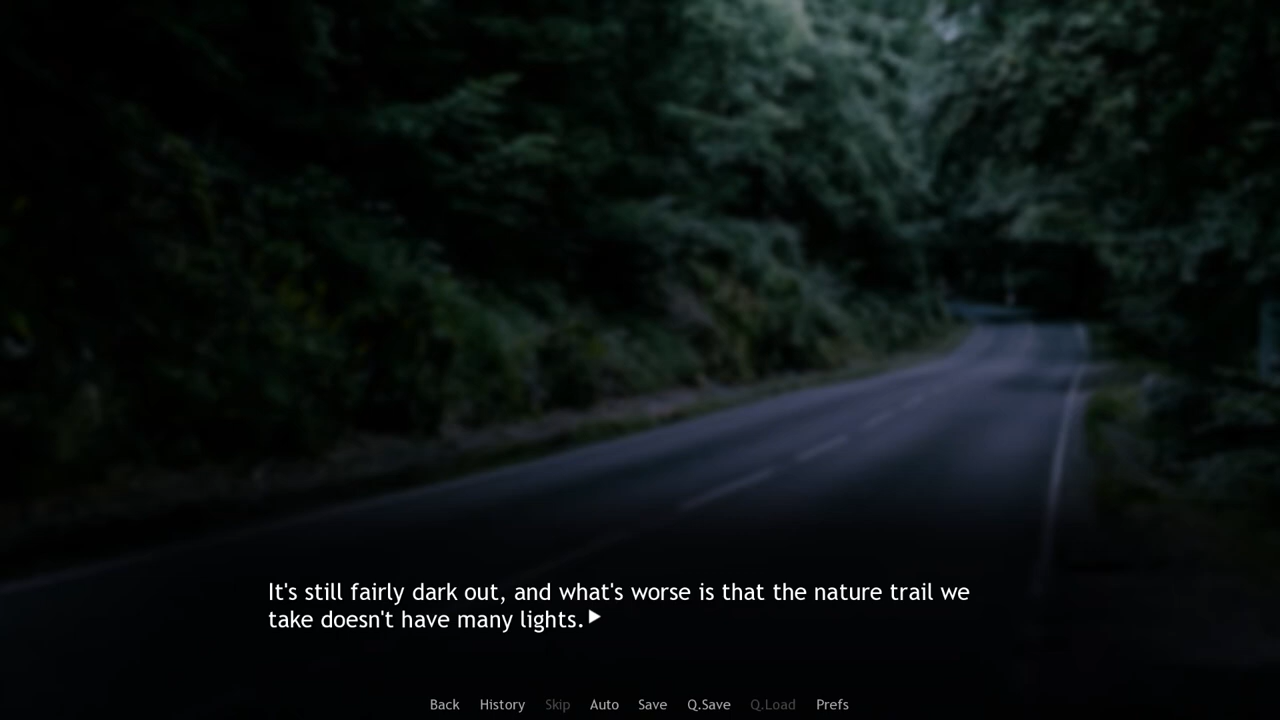 It's still fairly dark out, and what's worse is that the nature trail we
take doesn't have many lights.
Back History Skip Auto Save Q.Save Q.Load Prefs